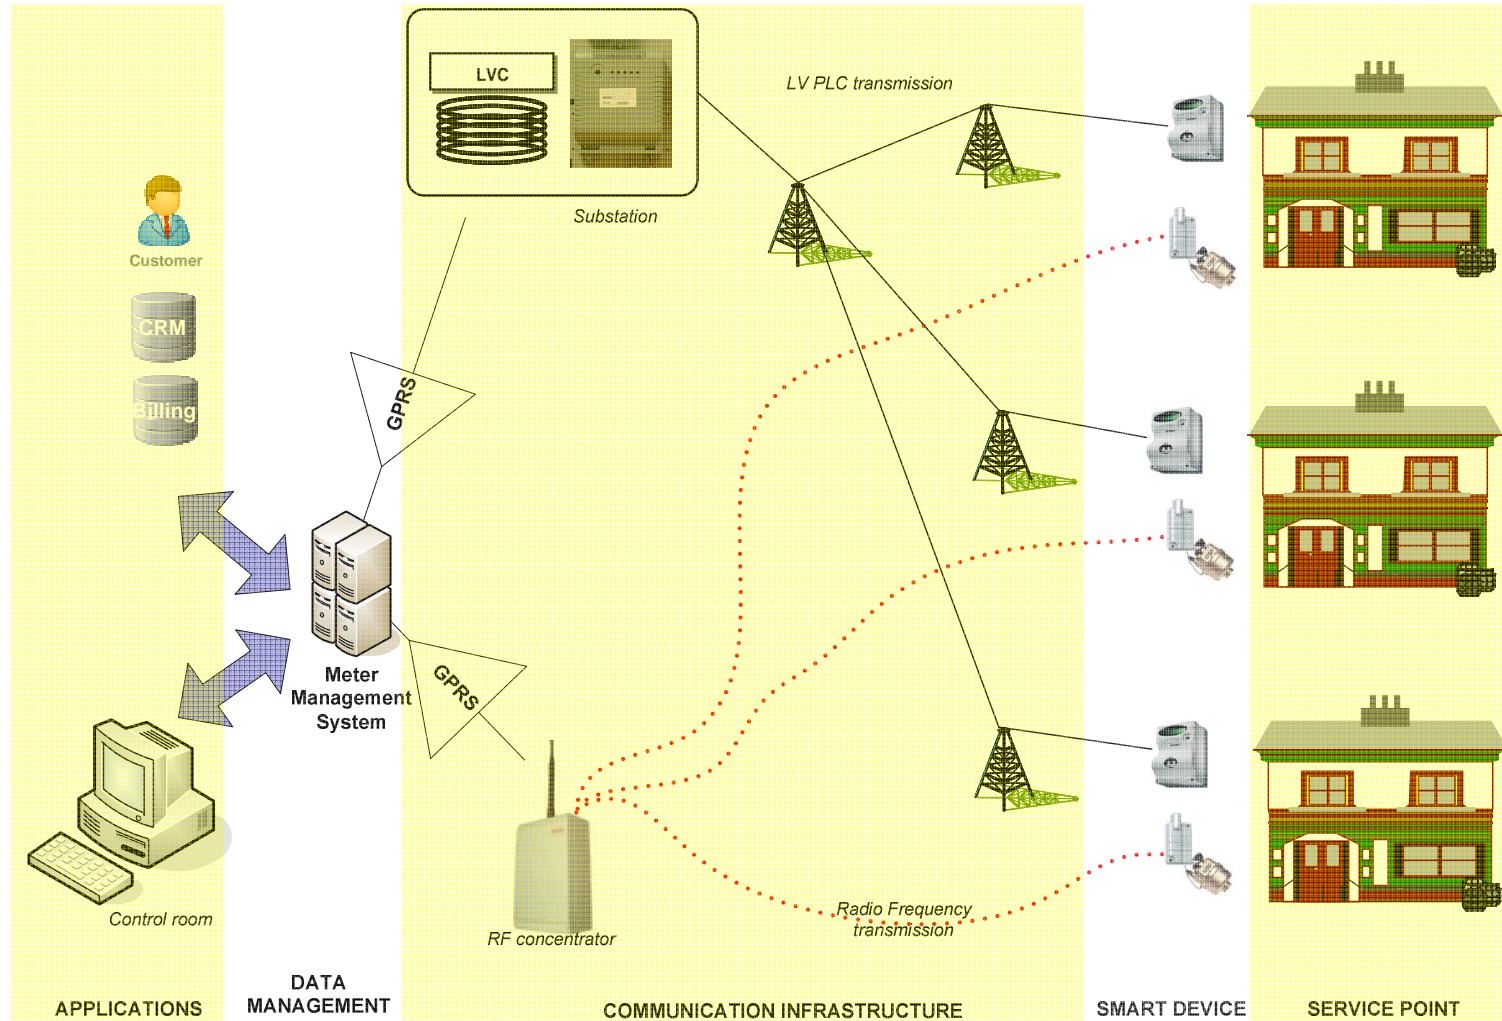 LVC
LV PLC transmission
Substation
Customer
CRM
Billing
GPRS
Meter
Management
System
GPRS
Control room
RF concentrator
Radio Frequency
transmission
APPLICATIONS
DATA
MANAGEMENT
COMMUNICATION INFRASTRUCTURE
SMART DEVICE
SERVICE POINT